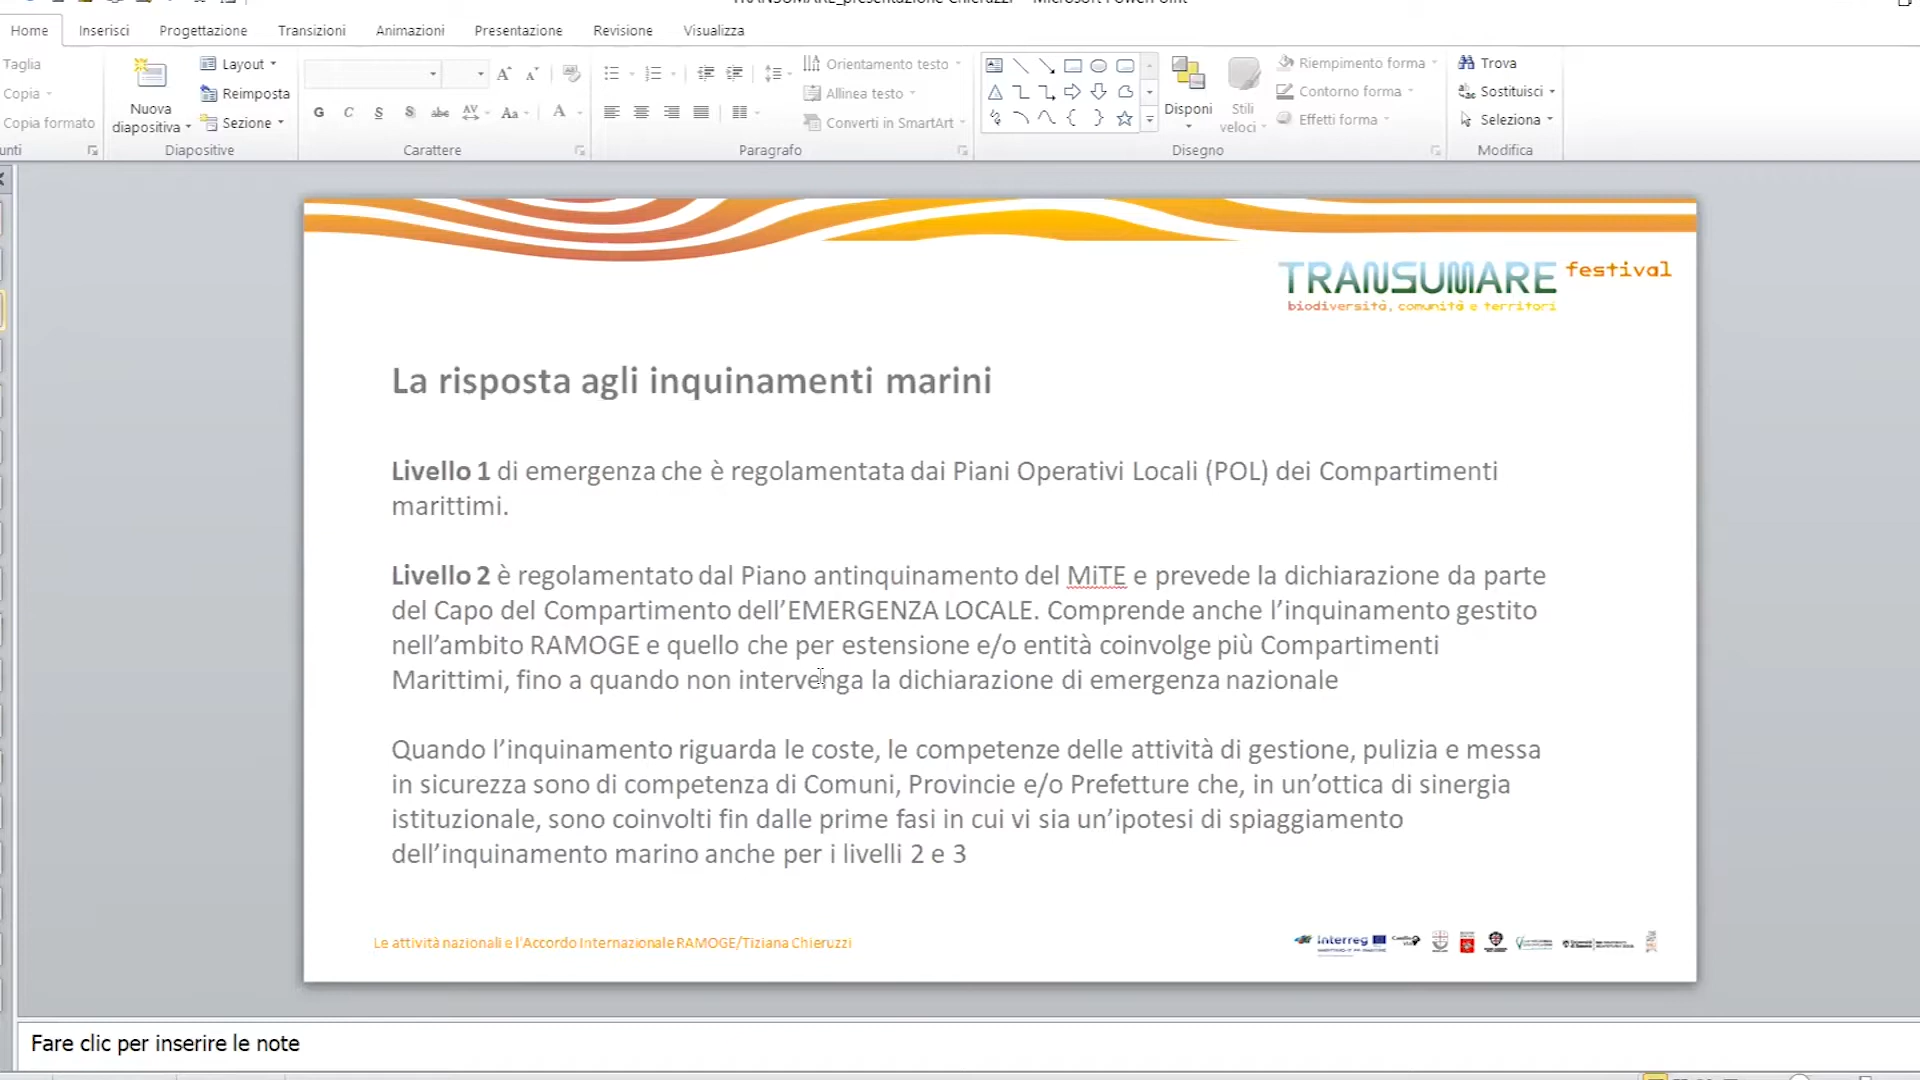 Home Inserisci Progettazione Transizioni Animazioni Presentazione Revisione Visualizza
Taglia
Copia
Copia formato
Nuova
diapositiva
Layout
Reimposta
Sezione
Diapositive
Carattere
Orientamento testo
Allinea testo
Converti in SmartArt
Paragrafo
Disponi
Stili
veloci
Riempimento forma
Contorno forma
Effetti forma
Disegno
Trova
Sostituisci
Seleziona
Modifica
TRANSUMARE festival
biodiversità, comunità e territori
La risposta agli inquinamenti marini
Livello 1 di emergenza che è regolamentata dai Piani Operativi Locali (POL) dei Compartimenti
marittimi.
Livello 2 è regolamentato dal Piano antinquinamento del MiTE e prevede la dichiarazione da parte
del Capo del Compartimento dell’EMERGENZA LOCALE. Comprende anche l’inquinamento gestito
nell’ambito RAMOGE e quello che per estensione e/o entità coinvolge più Compartimenti
Marittimi, fino a quando non intervenga la dichiarazione di emergenza nazionale
Quando l’inquinamento riguarda le coste, le competenze delle attività di gestione, pulizia e messa
in sicurezza sono di competenza di Comuni, Provincie e/o Prefetture che, in un’ottica di sinergia
istituzionale, sono coinvolti fin dalle prime fasi in cui vi sia un’ipotesi di spiaggiamento
dell’inquinamento marino anche per i livelli 2 e 3
Le attività nazionali e l’Accordo Internazionale RAMOGE/Tiziana Chieruzzi
Interreg
Fare clic per inserire le note